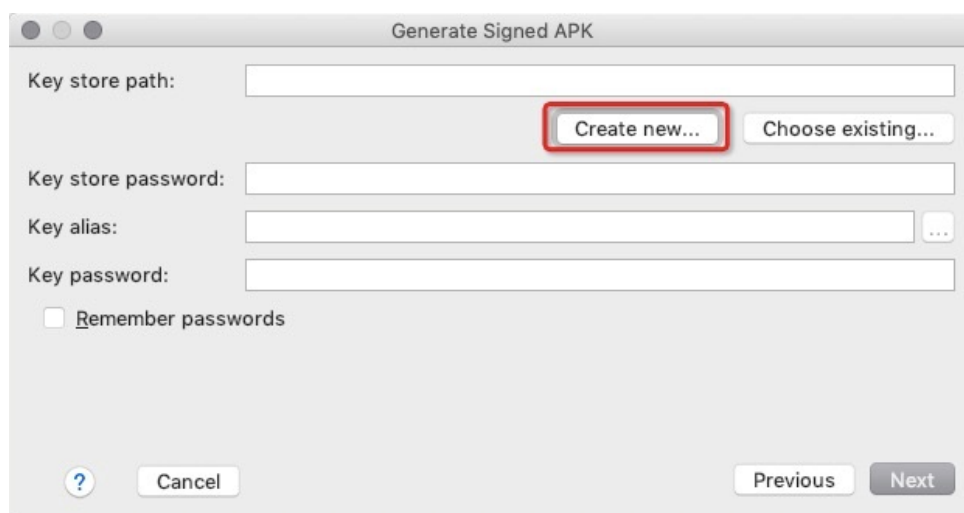 Generate Signed APK
Key store path:
Create new... Choose existing...
Key store password:
Key alias:
...
Key password:
Remember passwords
? Cancel Previous Next